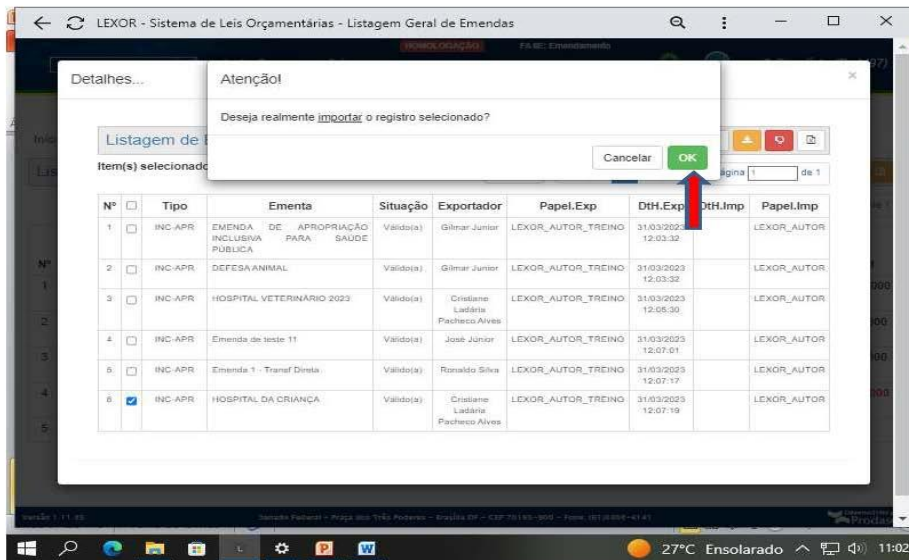 LEXOR - Sistema de Leis Orçamentárias - Listagem Geral de Emendas
HOMOLOGAÇÃO
Detalhes...
Atenção!
Deseja realmente importar o registro selecionado?
Cancelar OK
Listagem de
Item(s) selecionado
1 de 1
Nº Tipo Ementa Situação Exportador Papel.Exp DtH.Exp DtH.Imp Papel.Imp
1 INC-APR EMENDA DE APROPRIAÇÃO INCLUSIVA PARA SAÚDE PÚBLICA Válido(a) Gilmar Junior LEXOR_AUTOR_TREINO 31/03/2023 12:03:32 LEXOR_AUTOR
2 INC-APR DEFESA ANIMAL Válido(a) Gilmar Junior LEXOR_AUTOR_TREINO 31/03/2023 12:03:32 LEXOR_AUTOR
3 INC-APR HOSPITAL VETERINÁRIO 2023 Válido(a) Cristiane Ladária Pacheco Alves LEXOR_AUTOR_TREINO 31/03/2023 LEXOR_AUTOR
4 INC-APR Emenda de teste 11 Válido(a) José Júnior LEXOR_AUTOR_TREINO 31/03/2023 12:07:01 LEXOR_AUTOR
5 INC-APR Emenda 1 - Transf Direta Válido(a) Ronaldo Silva LEXOR_AUTOR_TREINO 31/03/2023 12:07:17 LEXOR_AUTOR
6 INC-APR HOSPITAL DA CRIANÇA Válido(a) Cristiane Ladária Pacheco Alves LEXOR_AUTOR_TREINO 31/03/2023 12:07:19 LEXOR_AUTOR
Prodas
27°C Ensolarado 11:02